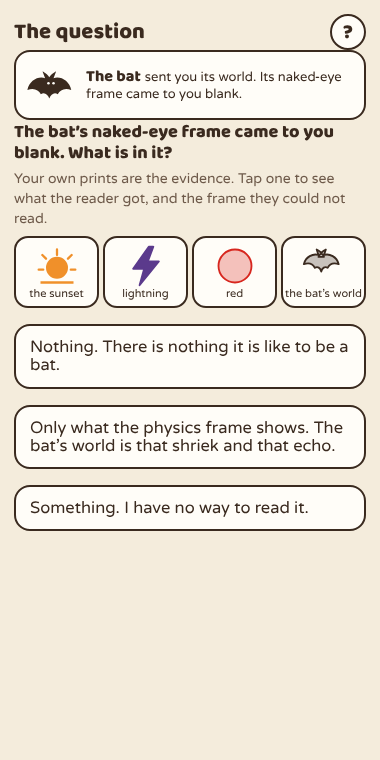 The question
?
The bat sent you its world. Its naked-eye
frame came to you blank.
The bat's naked-eye frame came to you
blank. What is in it?
Your own prints are the evidence. Tap one to see
what the reader got, and the frame they could not
read.
the sunset
lightning
red
the bat's world
Nothing. There is nothing it is like to be a
bat.
Only what the physics frame shows. The
bat's world is that shriek and that echo.
Something. I have no way to read it.